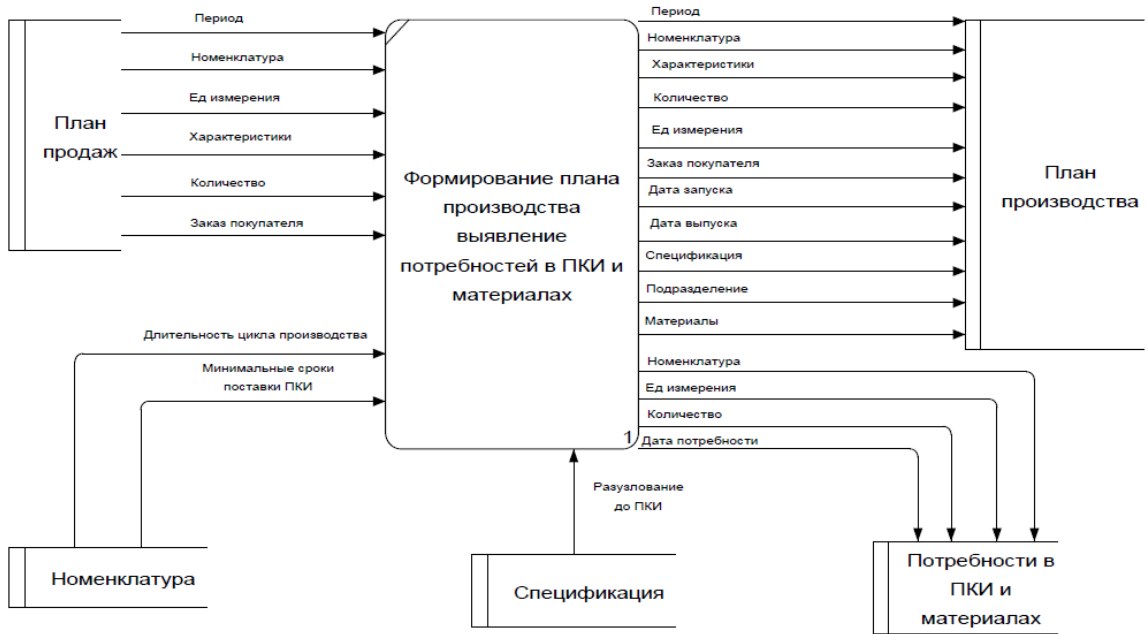 Период
Номенклатура
Ед измерения
Характеристики
Количество
Заказ покупателя
План
продаж
Длительность цикла производства
Минимальные сроки
поставки ПКИ
Формирование плана
производства
выявление
потребностей в ПКИ и
материалах
1
Период
Номенклатура
Характеристики
Количество
Ед измерения
Заказ покупателя
Дата запуска
Дата выпуска
Спецификация
Подразделение
Материалы
План
производства
Номенклатура
Ед измерения
Количество
Дата потребности
Разузлование
до ПКИ
Номенклатура
Спецификация
Потребности в
ПКИ и
материалах